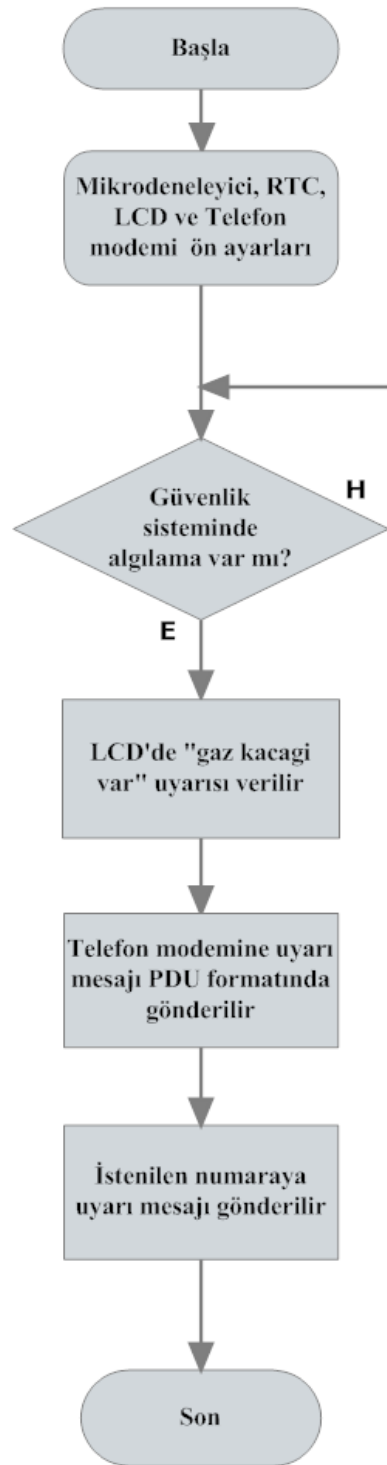 Başla
Mikrodeneleyici, RTC,
LCD ve Telefon
modemi ön ayarları
Güvenlik
sisteminde
algılama var mı?
H
E
LCD'de "gaz kacagi
var" uyarısı verilir
Telefon modemine uyarı
mesajı PDU formatında
gönderilir
İstenilen numaraya
uyarı mesajı gönderilir
Son